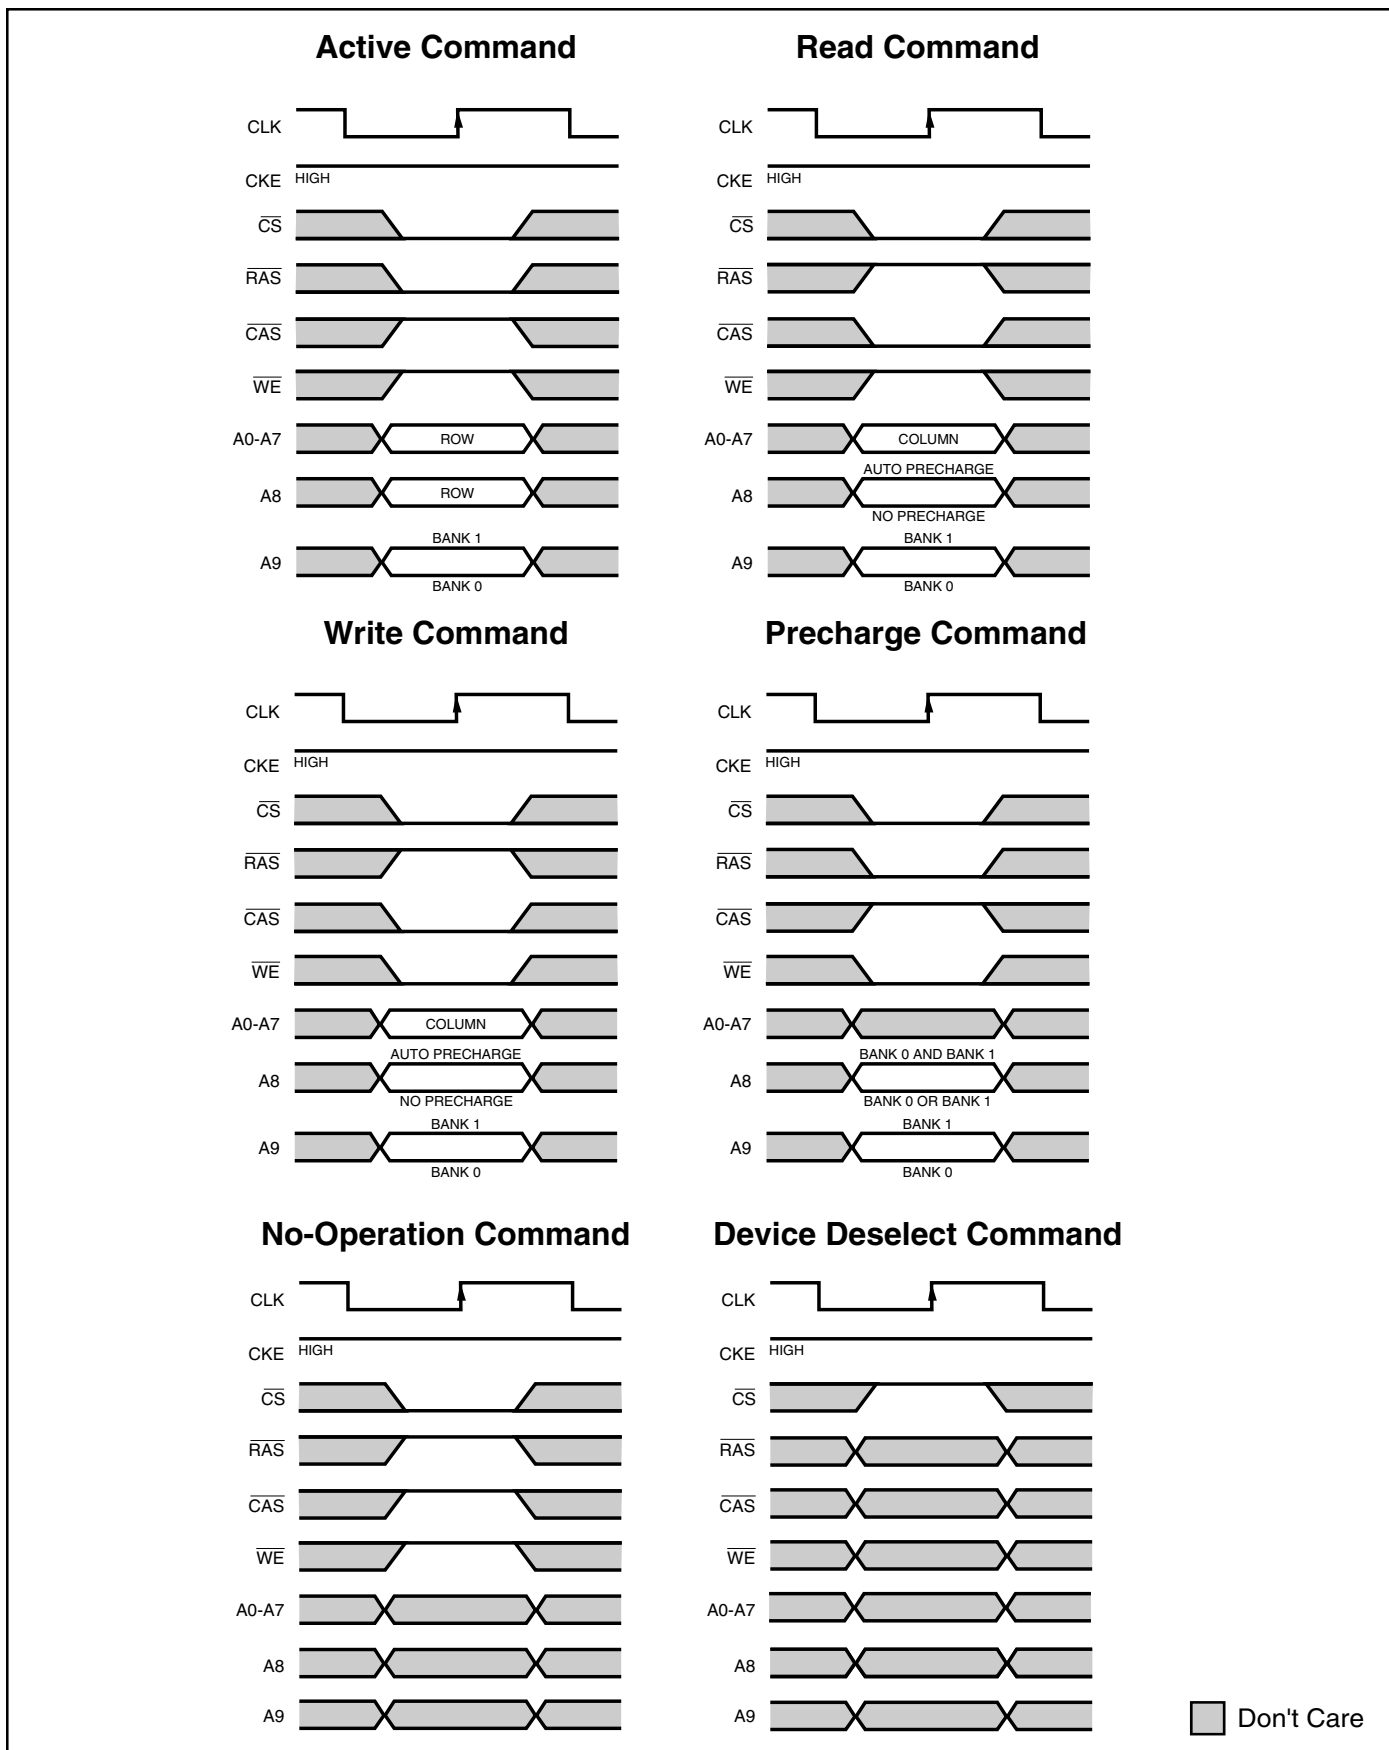 Active Command
CLK
CKE HIGH
CS
RAS
CAS
WE
A0-A7 ROW
A8 ROW
BANK 1
A9
BANK 0
Read Command
CLK
CKE HIGH
CS
RAS
CAS
WE
A0-A7 COLUMN
AUTO PRECHARGE
A8
NO PRECHARGE
BANK 1
A9
BANK 0
Write Command
CLK
CKE HIGH
CS
RAS
CAS
WE
A0-A7 COLUMN
AUTO PRECHARGE
A8
NO PRECHARGE
BANK 1
A9
BANK 0
Precharge Command
CLK
CKE HIGH
CS
RAS
CAS
WE
A0-A7
BANK 0 AND BANK 1
A8
BANK 0 OR BANK 1
BANK 1
A9
BANK 0
No-Operation Command
CLK
CKE HIGH
CS
RAS
CAS
WE
A0-A7
A8
A9
Device Deselect Command
CLK
CKE HIGH
CS
RAS
CAS
WE
A0-A7
A8
A9
Don't Care